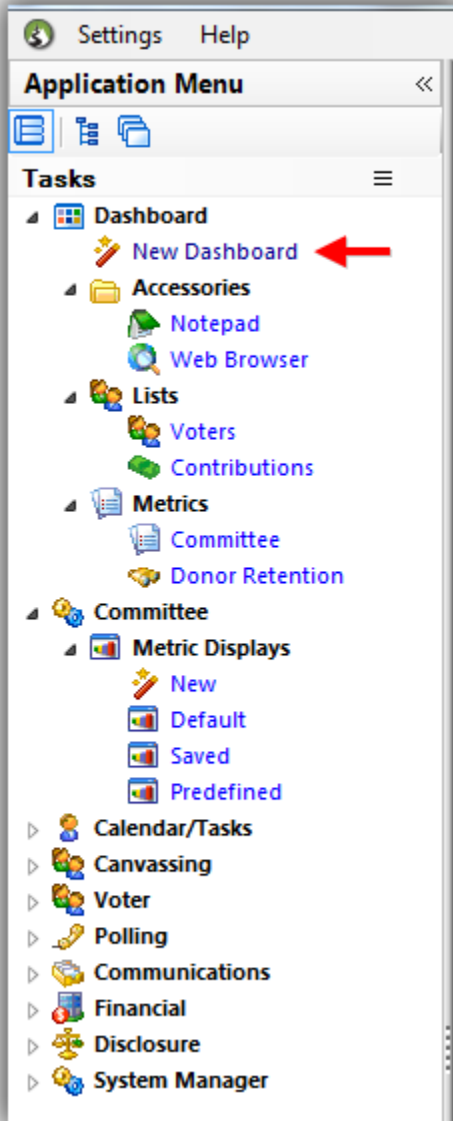 Settings Help
Application Menu
Tasks
Dashboard
New Dashboard
Accessories
Notepad
Web Browser
Lists
Voters
Contributions
Metrics
Committee
Donor Retention
Committee
Metric Displays
New
Default
Saved
Predefined
Calendar/Tasks
Canvassing
Voter
Polling
Communications
Financial
Disclosure
System Manager